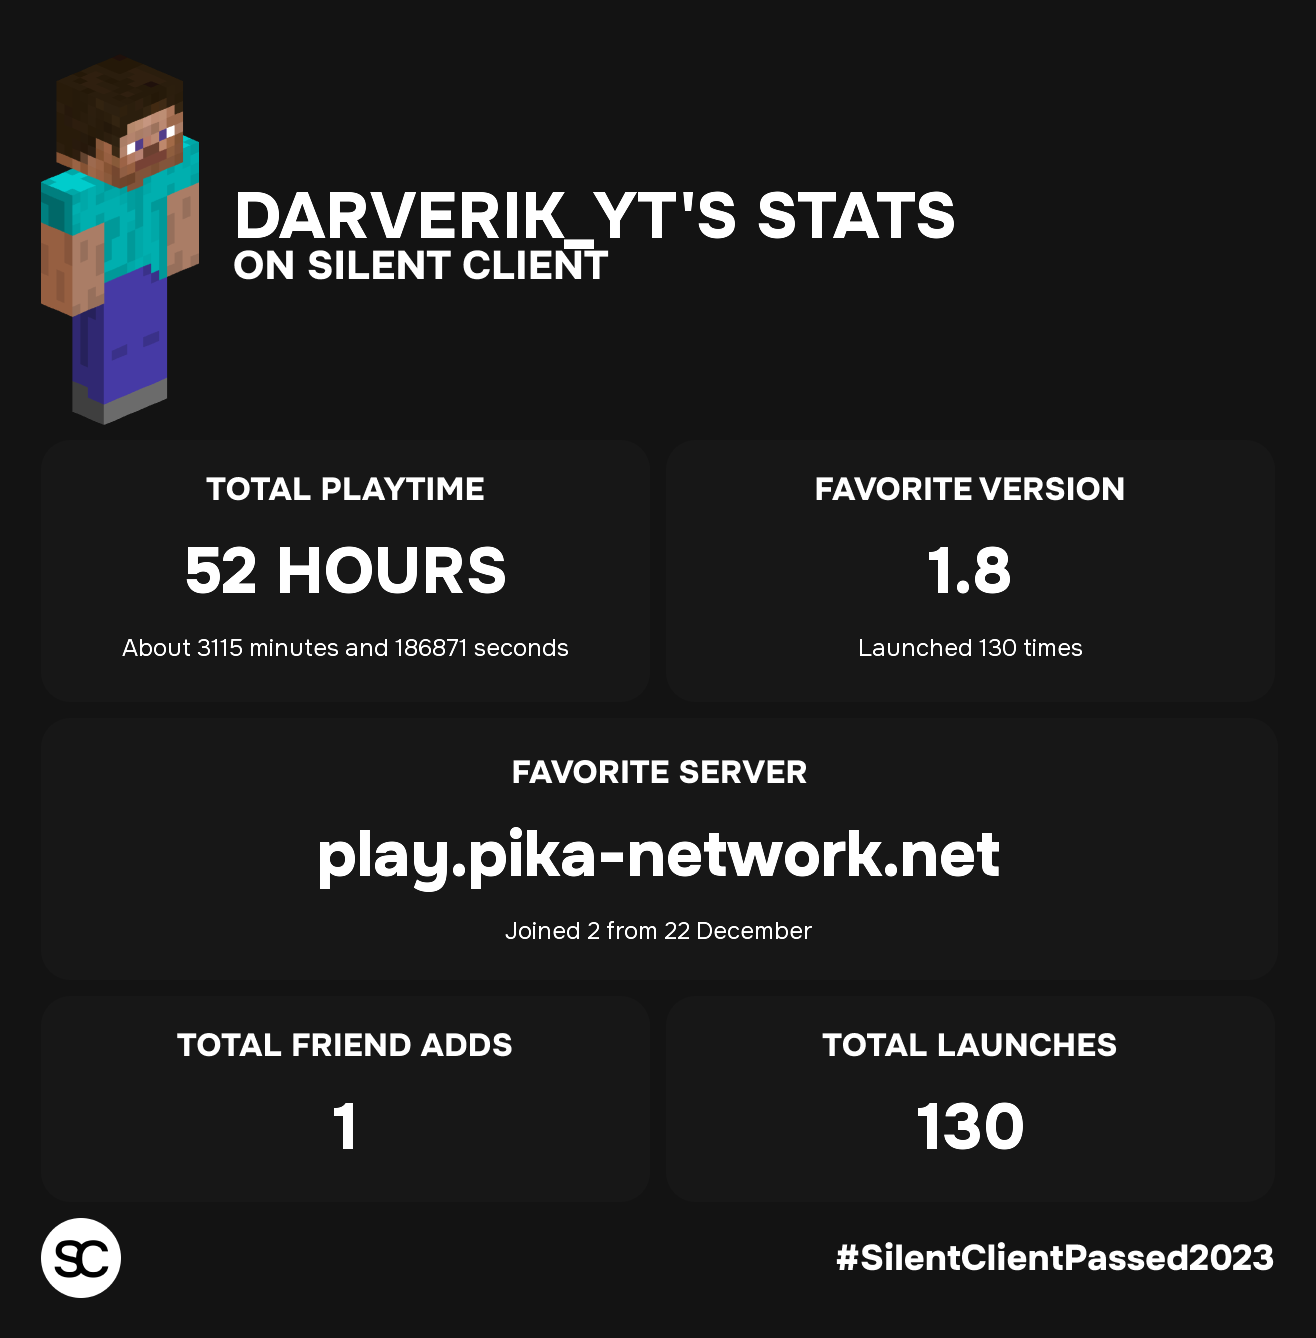 DARVERIK_YT'S STATS
ON SILENT CLIENT
TOTAL PLAYTIME
52 HOURS
About 3115 minutes and 186871 seconds
FAVORITE VERSION
1.8
Launched 130 times
FAVORITE SERVER
play.pika-network.net
Joined 2 from 22 December
TOTAL FRIEND ADDS
1
TOTAL LAUNCHES
130
SC
#SilentClientPassed2023